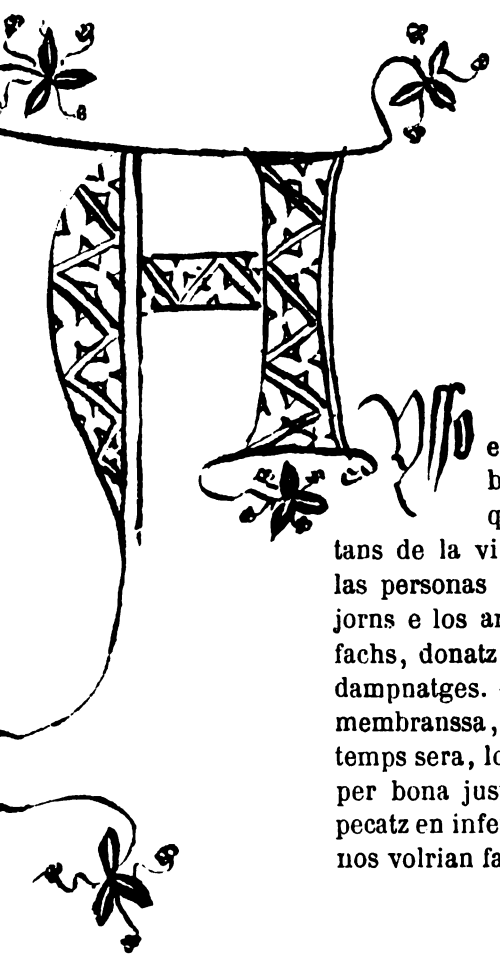 e
b
q
tans de la vi
las personas
jorns e los an
fachs, donatz
dampnatges.
membranssa,
temps sera, lo
per bona jus
pecatz en infe
nos volrian fa